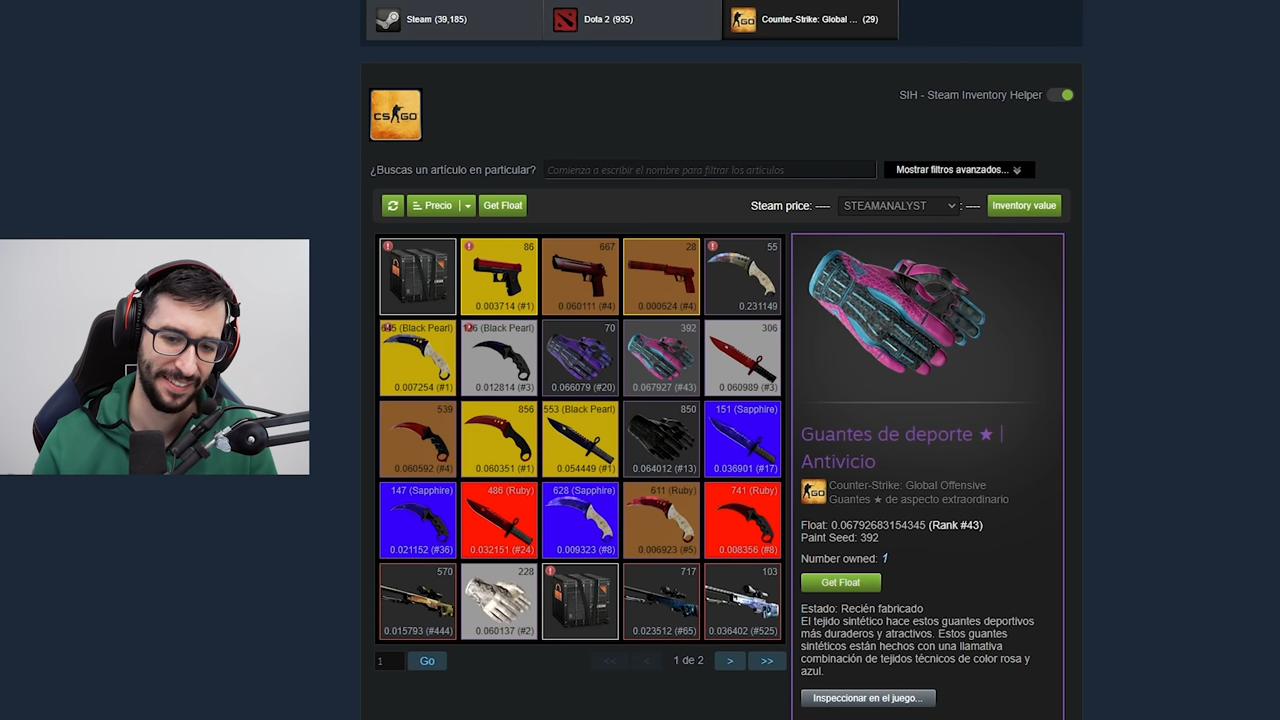 Steam (39,185)
Dota 2 (935)
Counter-Strike: Global ... (29)
GO
CS GO
SIH - Steam Inventory Helper
¿Buscas un artículo en particular?
Comienza a escribir el nombre para filtrar los artículos
Mostrar filtros avanzados...
Precio
Get Float
Steam price: ----
STEAMANALYST
: ----
Inventory value
86
0.003714 (#1)
667
0.060111 (#4)
28
0.000624 (#4)
55
0.231149
(Black Pearl)
0.007254 (#1)
(Black Pearl)
0.012814 (#3)
70
0.066079 (#20)
392
0.067927 (#43)
306
0.060989 (#3)
539
0.060592 (#4)
856
0.060351 (#1)
553 (Black Pearl)
0.054449 (#1)
850
0.064012 (#13)
151 (Sapphire)
0.036901 (#17)
147 (Sapphire)
0.021152 (#36)
486 (Ruby)
0.032151 (#24)
628 (Sapphire)
0.009323 (#8)
611 (Ruby)
0.006923 (#5)
741 (Ruby)
0.008356 (#8)
570
0.015793 (#444)
228
0.060137 (#2)
717
0.023512 (#65)
103
0.036402 (#525)
1
Go
<<
<
1 de 2
>
>>
Guantes de deporte ★ |
Antivicio
GO
Counter-Strike: Global Offensive
Guantes ★ de aspecto extraordinario
Float: 0.06792683154345 (Rank #43)
Paint Seed: 392
Number owned: 1
Get Float
Estado: Recién fabricado
El tejido sintético hace estos guantes deportivos
más duraderos y atractivos. Estos guantes
sintéticos están hechos con una llamativa
combinación de tejidos técnicos de color rosa y
azul.
Inspeccionar en el juego...